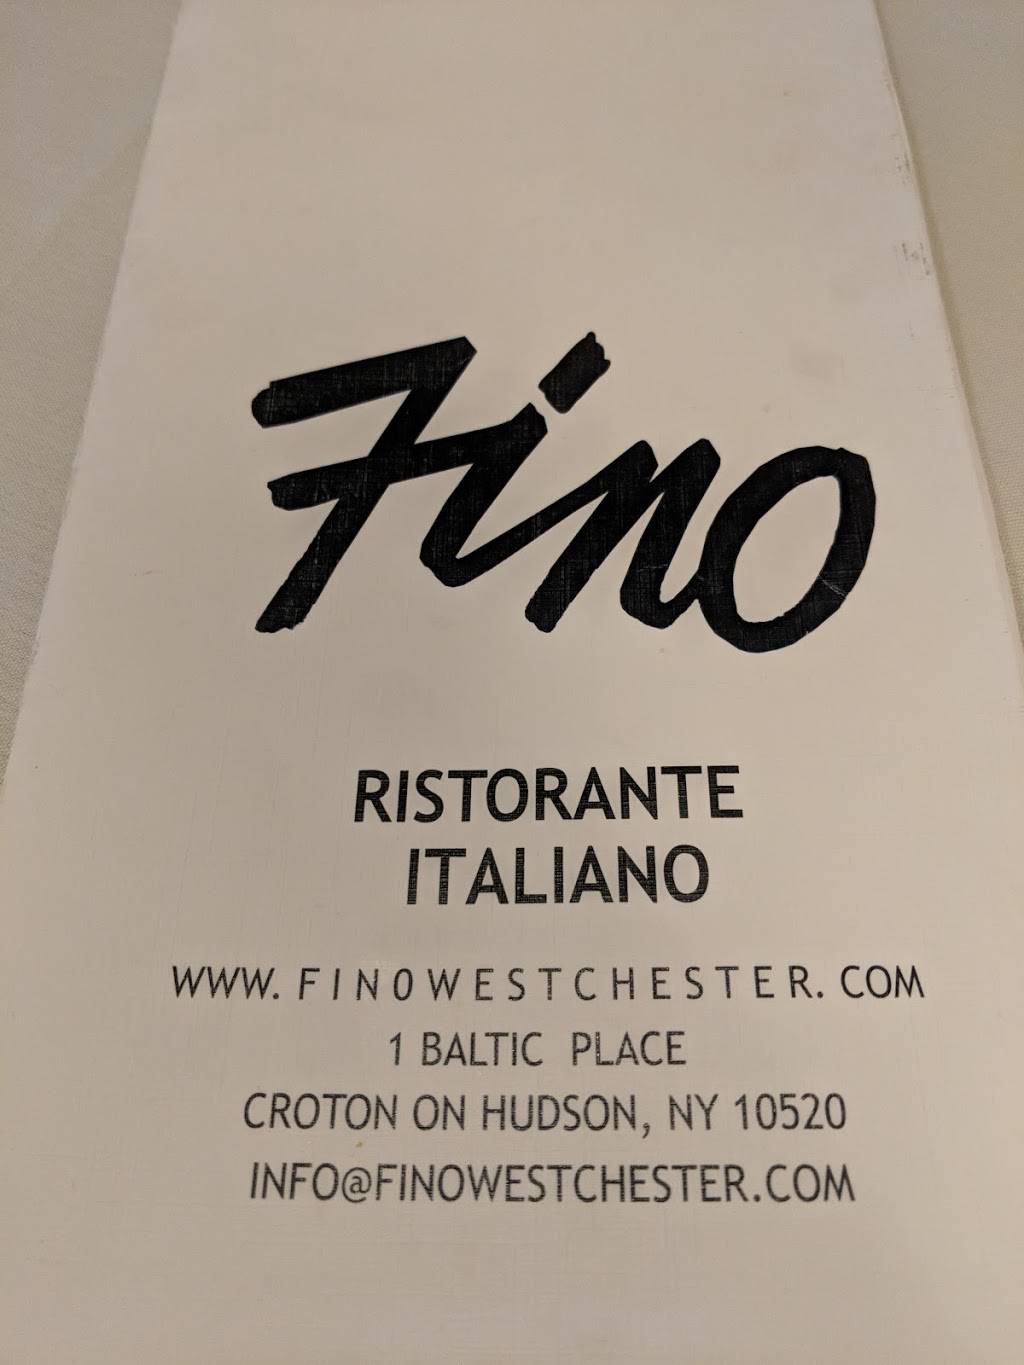 Fino
RISTORANTE
ITALIANO
WWW. FINOWESTCHESTER. COM
1 BALTIC PLACE
CROTON ON HUDSON, NY 10520
INFO@FINOWESTCHESTER.COM